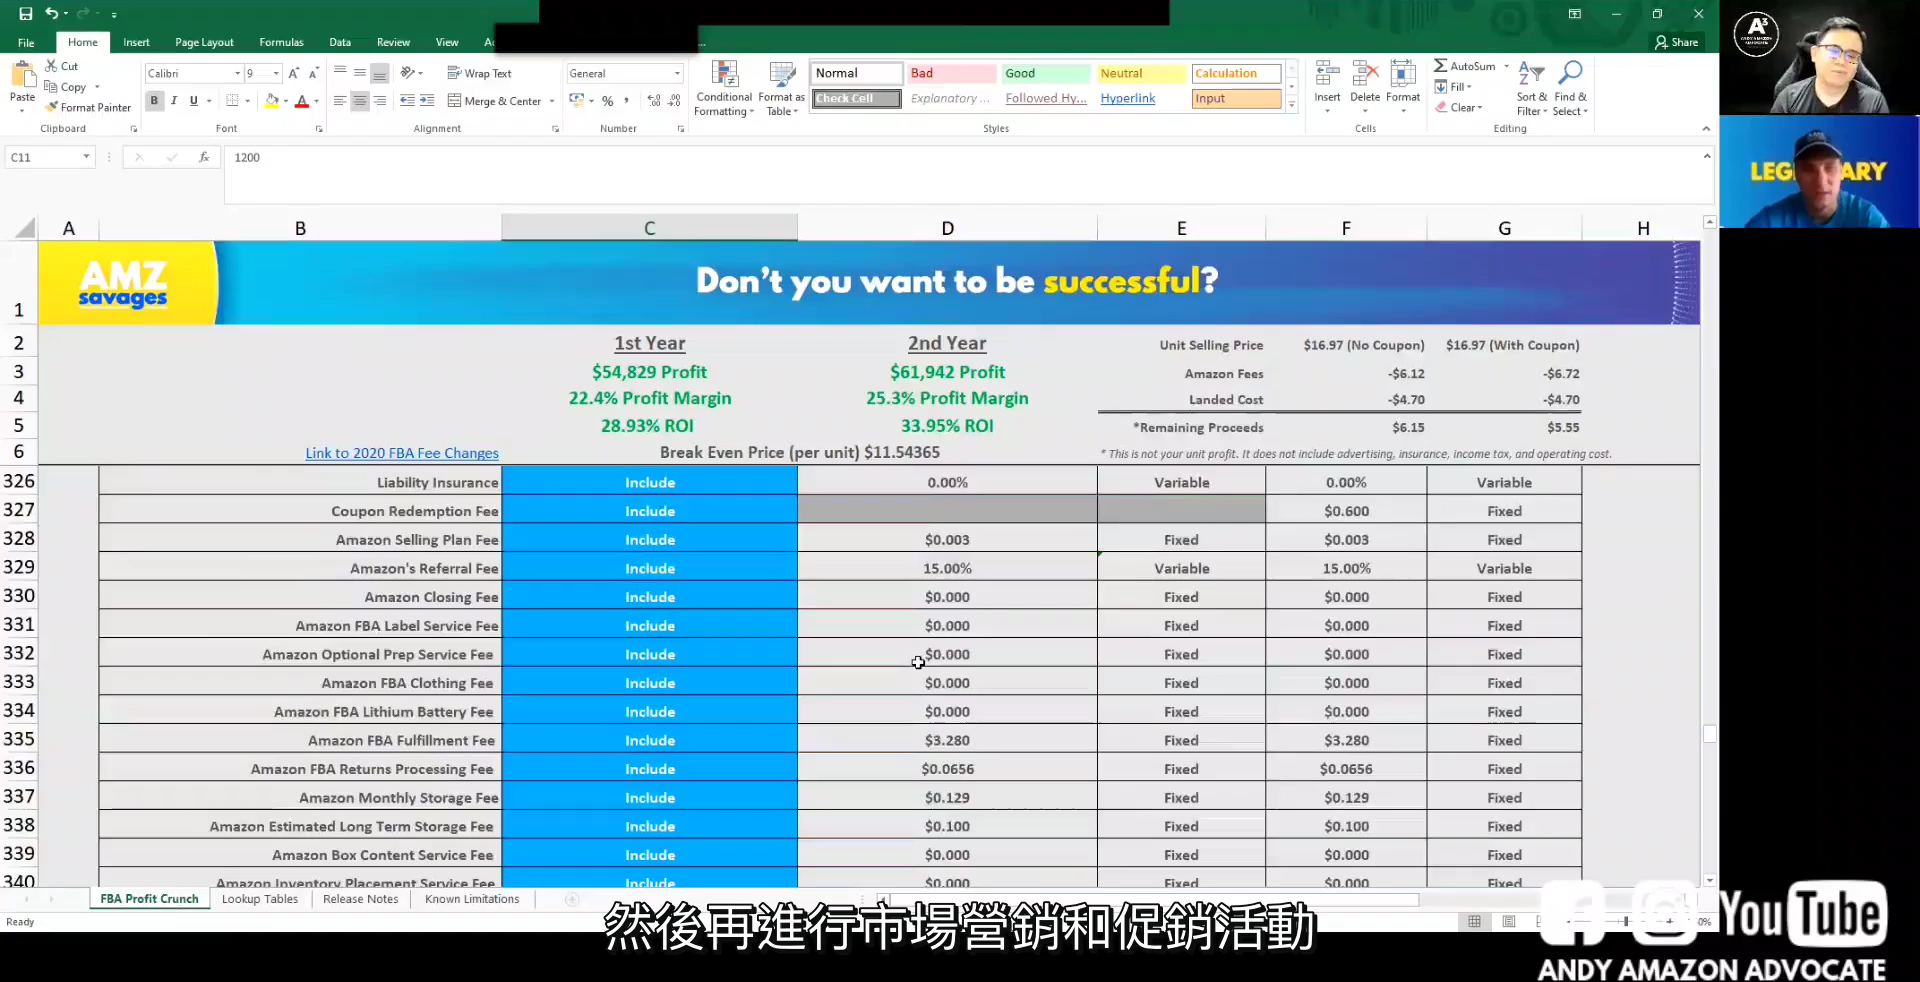 File Home Insert Page Layout Formulas Data Review View
Share
Paste
Cut
Copy
Format Painter
Clipboard
Calibri 9
B I U
Font
Wrap Text
Merge & Center
Alignment
General
Number
Conditional Formatting
Format as Table
Normal Bad Good Neutral Calculation
Check Cell Explanatory ... Followed Hy... Hyperlink Input
Styles
Insert Delete Format
Cells
AutoSum
Fill
Clear
Sort & Filter
Find & Select
Editing
C11 fx 1200
A B C D E F G H
AMZ savages
Don't you want to be successful?
1
2 1st Year 2nd Year Unit Selling Price $16.97 (No Coupon) $16.97 (With Coupon)
3 $54,829 Profit $61,942 Profit Amazon Fees -$6.12 -$6.72
4 22.4% Profit Margin 25.3% Profit Margin Landed Cost -$4.70 -$4.70
5 28.93% ROI 33.95% ROI *Remaining Proceeds $6.15 $5.55
6 Link to 2020 FBA Fee Changes Break Even Price (per unit) $11.54365 * This is not your unit profit. It does not include advertising, insurance, income tax, and operating cost.
326 Liability Insurance Include 0.00% Variable 0.00% Variable
327 Coupon Redemption Fee Include $0.600 Fixed
328 Amazon Selling Plan Fee Include $0.003 Fixed $0.003 Fixed
329 Amazon's Referral Fee Include 15.00% Variable 15.00% Variable
330 Amazon Closing Fee Include $0.000 Fixed $0.000 Fixed
331 Amazon FBA Label Service Fee Include $0.000 Fixed $0.000 Fixed
332 Amazon Optional Prep Service Fee Include $0.000 Fixed $0.000 Fixed
333 Amazon FBA Clothing Fee Include $0.000 Fixed $0.000 Fixed
334 Amazon FBA Lithium Battery Fee Include $0.000 Fixed $0.000 Fixed
335 Amazon FBA Fulfillment Fee Include $3.280 Fixed $3.280 Fixed
336 Amazon FBA Returns Processing Fee Include $0.0656 Fixed $0.0656 Fixed
337 Amazon Monthly Storage Fee Include $0.129 Fixed $0.129 Fixed
338 Amazon Estimated Long Term Storage Fee Include $0.100 Fixed $0.100 Fixed
339 Amazon Box Content Service Fee Include $0.000 Fixed $0.000 Fixed
340 Amazon Inventory Placement Service Fee Include $0.000 Fixed $0.000 Fixed
FBA Profit Crunch Lookup Tables Release Notes Known Limitations
Ready
然後再進行市場營銷和促銷活動
YouTube
ANDY AMAZON ADVOCATE